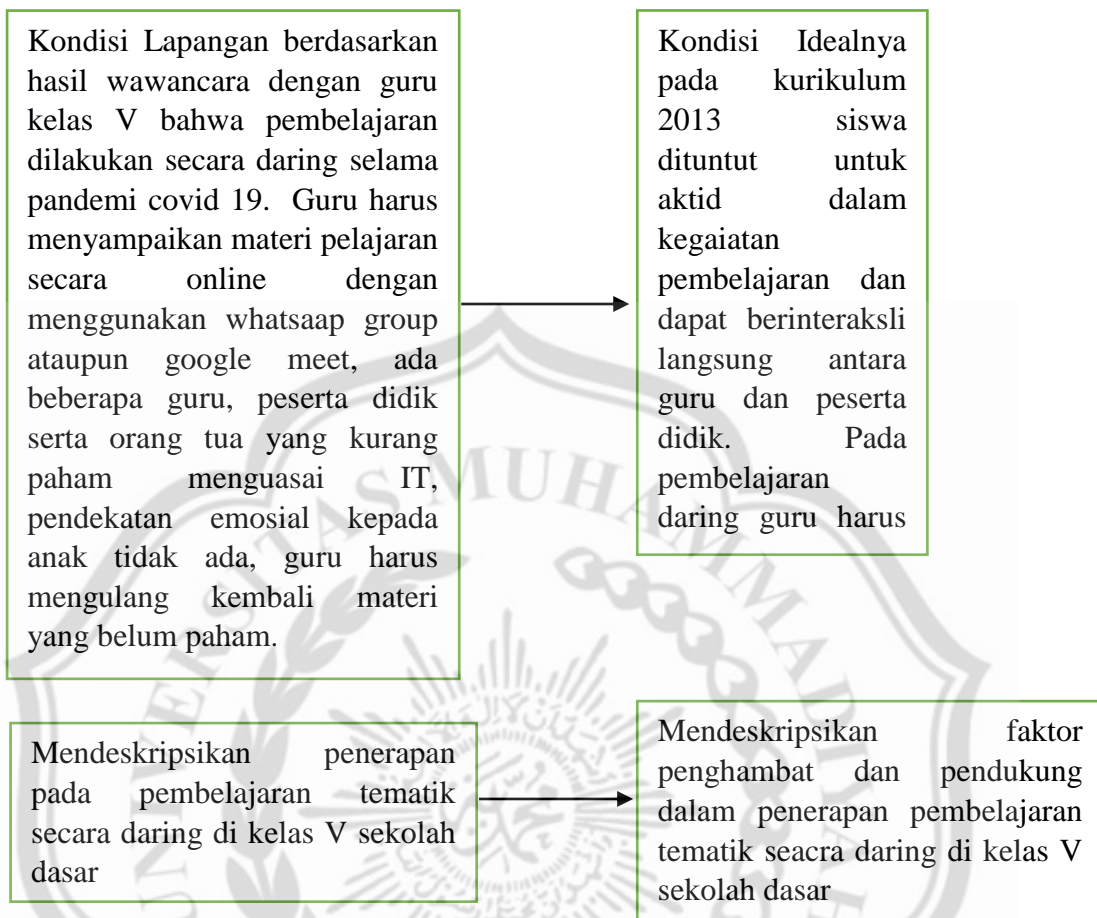 Kondisi Lapangan berdasarkan
hasil wawancara dengan guru
kelas V bahwa pembelajaran
dilakukan secara daring selama
pandemi covid 19. Guru harus
menyampaikan materi pelajaran
secara online dengan
menggunakan whatsaap group
ataupun google meet, ada
beberapa guru, peserta didik
serta orang tua yang kurang
paham menguasai IT,
pendekatan emosial kepada
anak tidak ada, guru harus
mengulang kembali materi
yang belum paham.
Kondisi Idealnya
pada kurikulum
2013 siswa
dituntut untuk
aktid dalam
kegaiatan
pembelajaran dan
dapat berinteraksli
langsung antara
guru dan peserta
didik. Pada
pembelajaran
daring guru harus
Mendeskripsikan penerapan
pada pembelajaran tematik
secara daring di kelas V sekolah
dasar
Mendeskripsikan faktor
penghambat dan pendukung
dalam penerapan pembelajaran
tematik seacra daring di kelas V
sekolah dasar